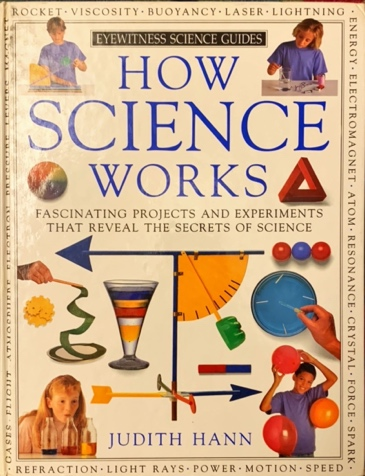 ROCKET · VISCOSITY · BUOYANCY · LASER · LIGHTNING ·
EYEWITNESS SCIENCE GUIDES
HOW
SCIENCE
WORKS
FASCINATING PROJECTS AND EXPERIMENTS
THAT REVEAL THE SECRETS OF SCIENCE
JUDITH HANN
ENERGY · ELECTROMAGNET · ATOM · RESONANCE · CRYSTAL · FORCE · SPARK
REFRACTION · LIGHT RAYS · POWER · MOTION · SPEED
GASES · FLIGHT · ATMOSPHERE · ELECTRON · PRESSURE · LEVERS · MAGNET